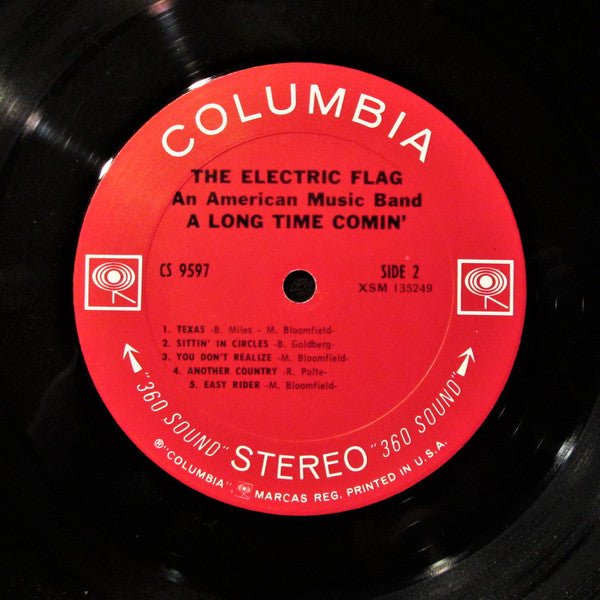 COLUMBIA
THE ELECTRIC FLAG
An American Music Band
A LONG TIME COMIN'
CS 9597
SIDE 2
XSM 135249
1. TEXAS -B. Miles - M. Bloomfield-
2. SITTIN' IN CIRCLES -B. Goldberg-
3. YOU DON'T REALIZE -M. Bloomfield-
4. ANOTHER COUNTRY -R. Polte-
5. EASY RIDER -M. Bloomfield-
"360 SOUND" STEREO "360 SOUND"
® "COLUMBIA", MARCAS REG. PRINTED IN U.S.A.